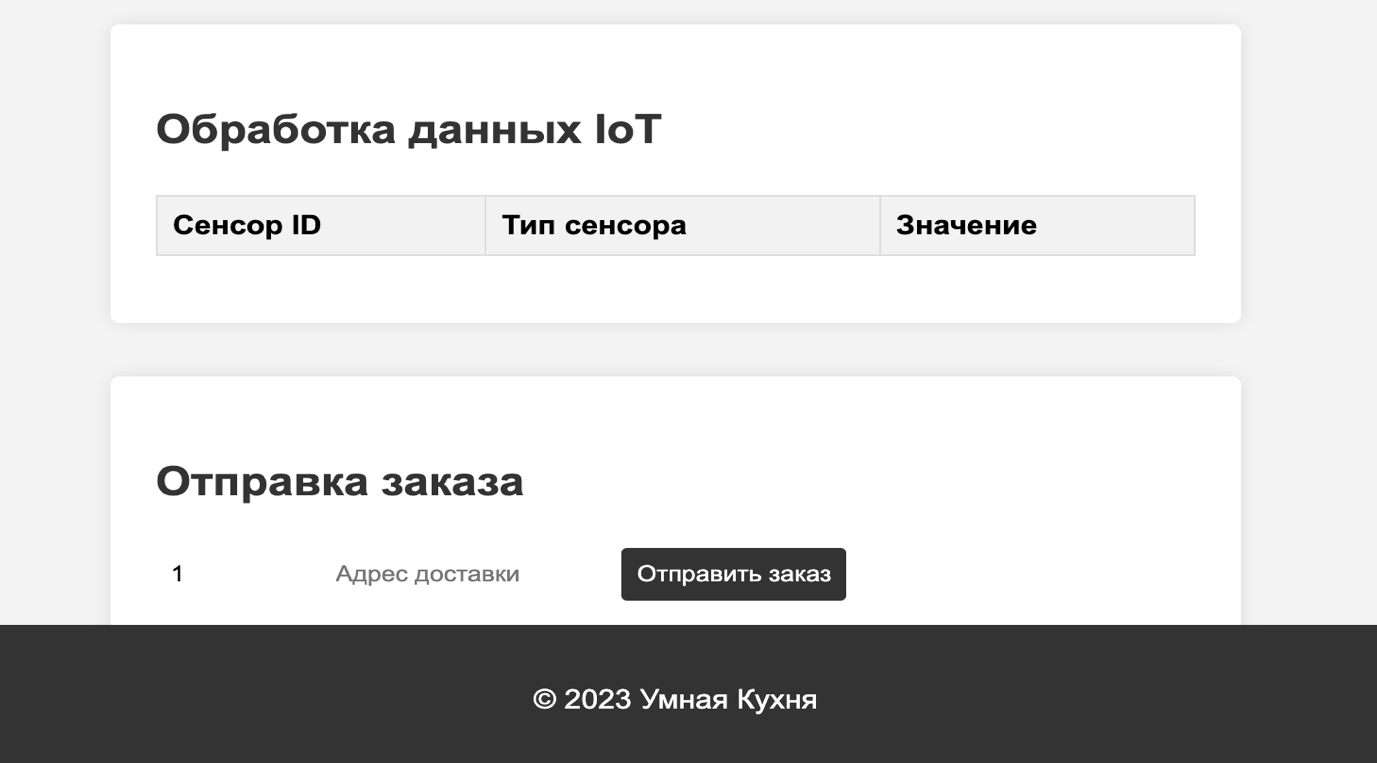 Обработка данных IoT
Сенсор ID Тип сенсора Значение
Отправка заказа
1 Адрес доставки Отправить заказ
© 2023 Умная Кухня